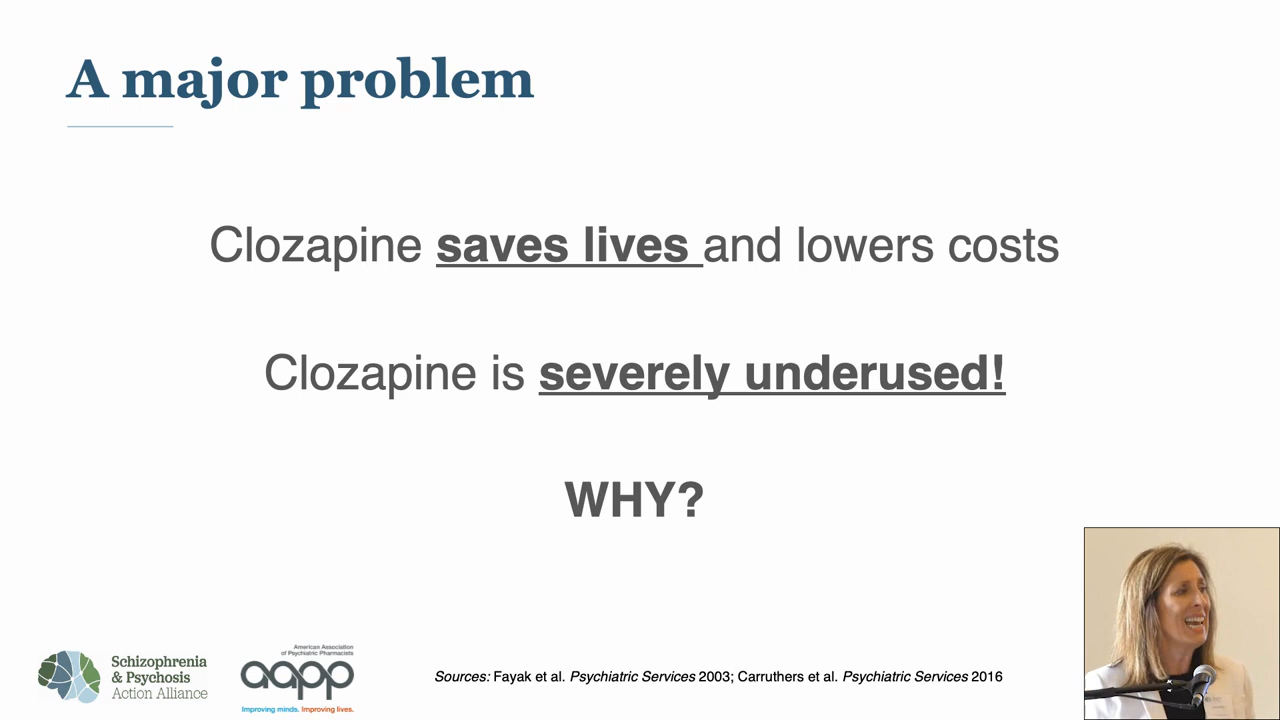 A major problem
Clozapine saves lives and lowers costs
Clozapine is severely underused!
WHY?
Schizophrenia
& Psychosis
Action Alliance
American Association
of Psychiatric Pharmacists
aapp
Improving minds. Improving lives.
Sources: Fayak et al. Psychiatric Services 2003; Carruthers et al. Psychiatric Services 2016